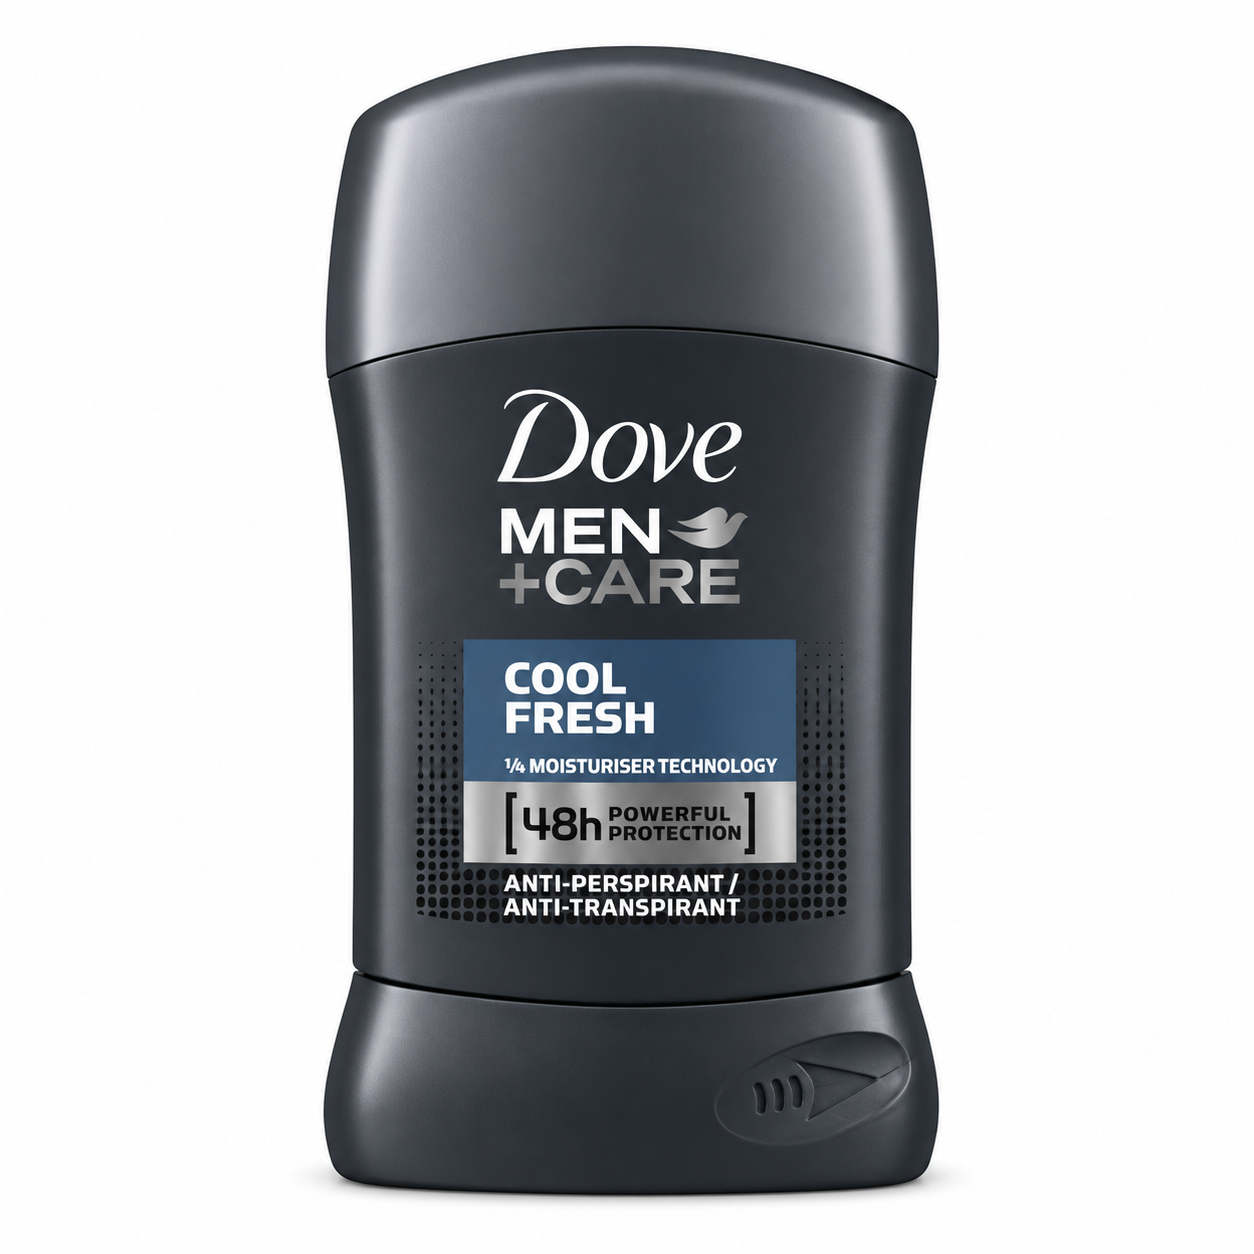 Dove
MEN
+CARE
COOL
FRESH
¼ MOISTURISER TECHNOLOGY
[48h POWERFUL
PROTECTION]
ANTI-PERSPIRANT /
ANTI-TRANSPIRANT